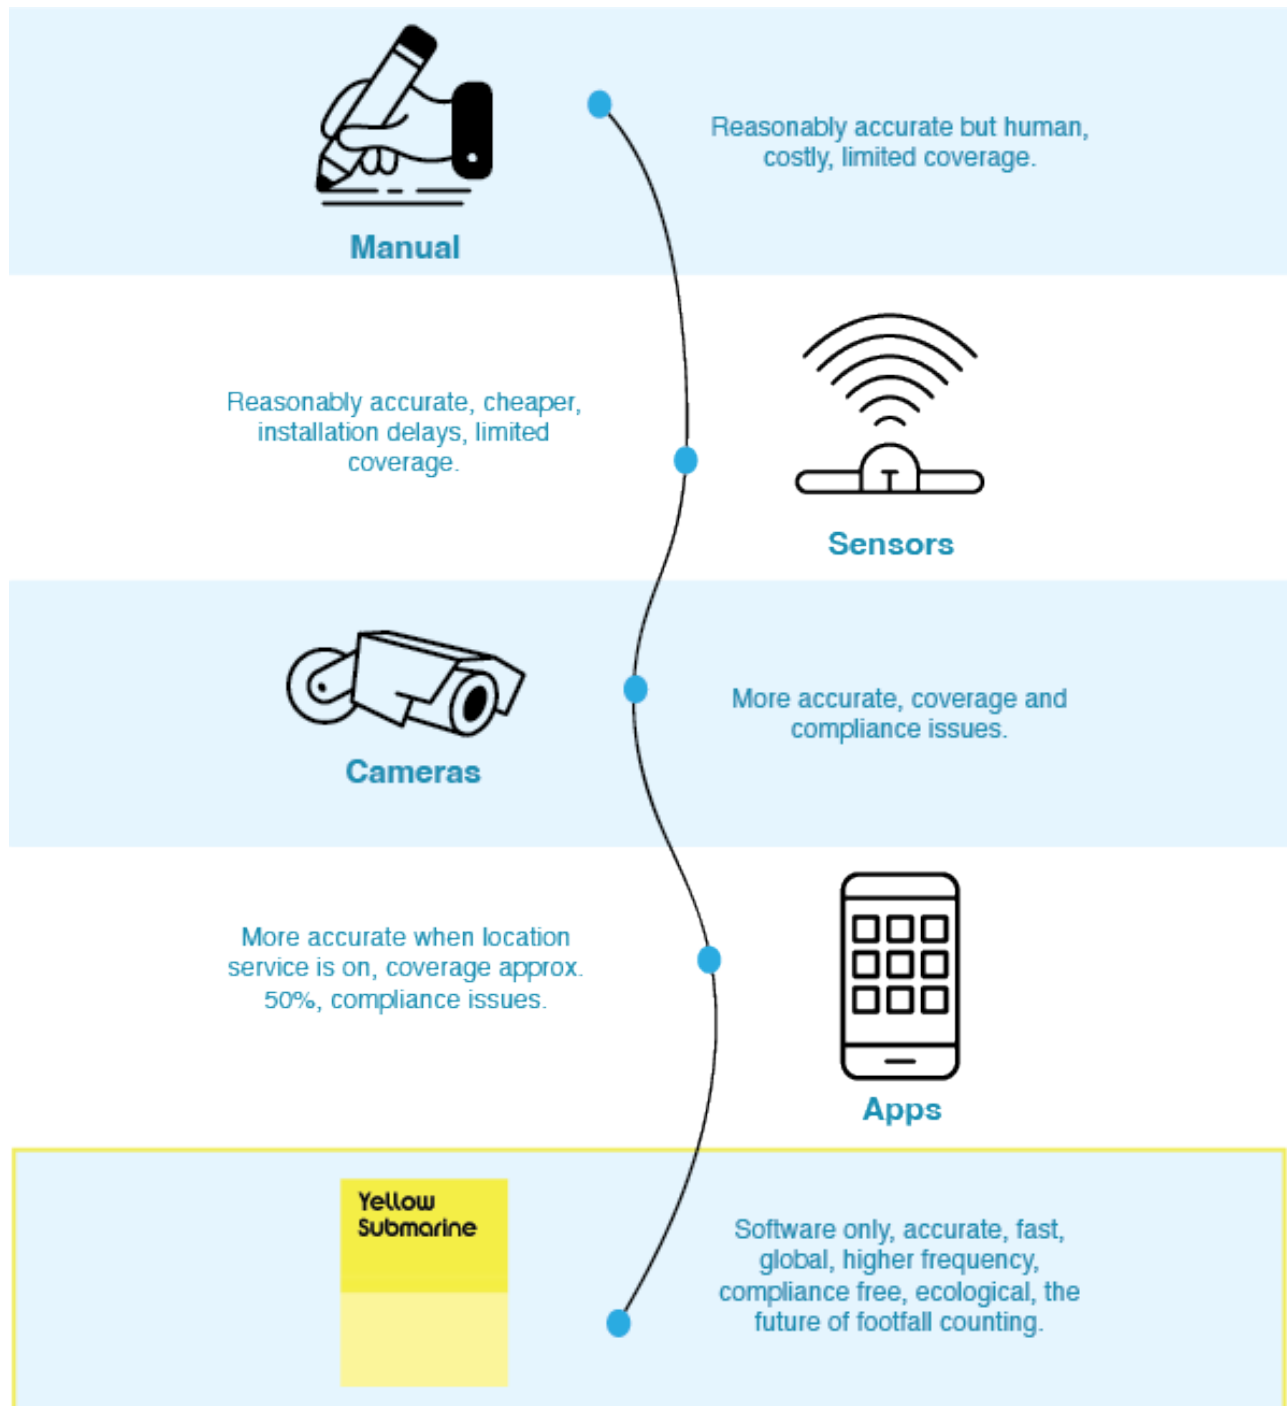 Manual
Reasonably accurate but human,
costly, limited coverage.
Reasonably accurate, cheaper,
installation delays, limited
coverage.
Sensors
Cameras
More accurate, coverage and
compliance issues.
More accurate when location
service is on, coverage approx.
50%, compliance issues.
Apps
Yellow
Submarine
Software only, accurate, fast,
global, higher frequency,
compliance free, ecological, the
future of footfall counting.